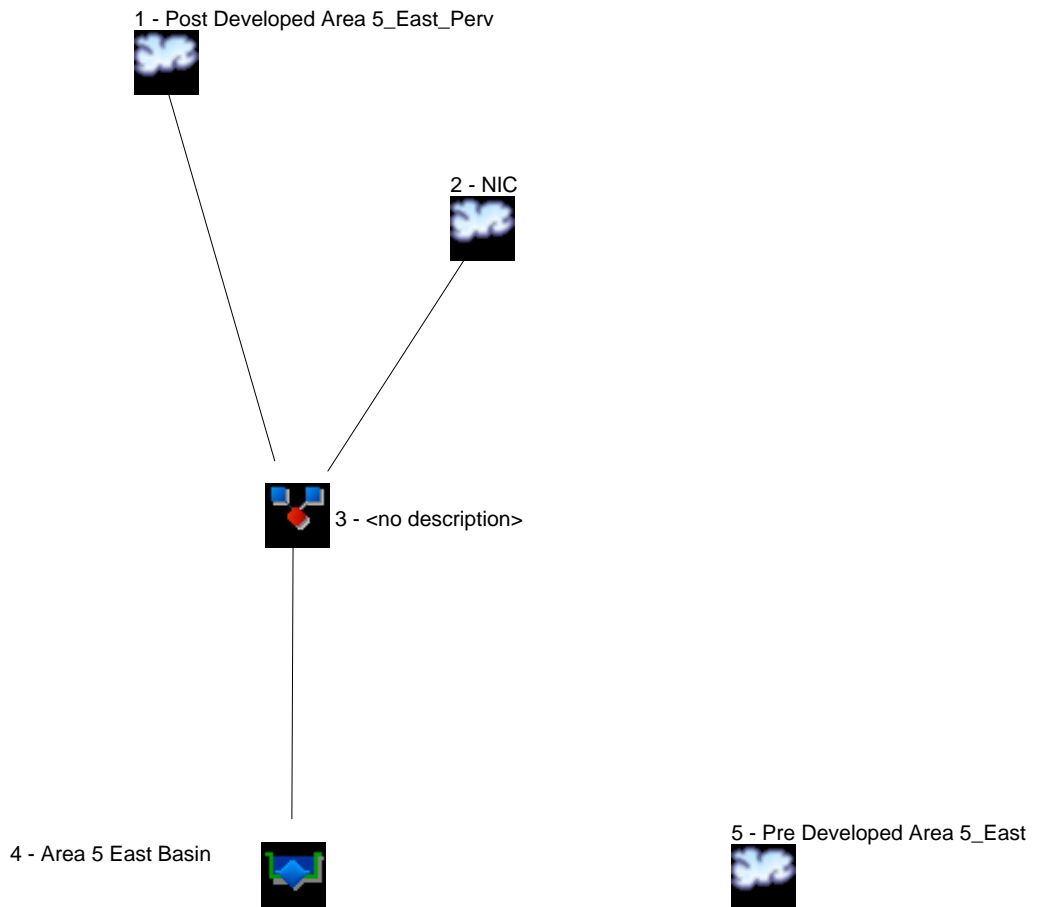 1 - Post Developed Area 5_East_Perv
2 - NIC
3 - <no description>
4 - Area 5 East Basin
5 - Pre Developed Area 5_East